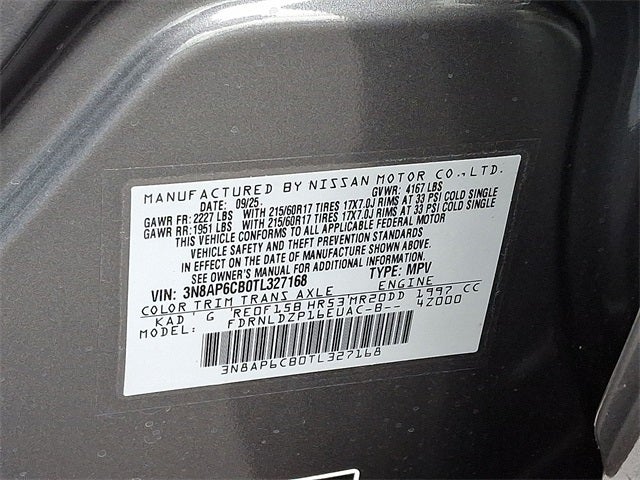 MANUFACTURED BY NISSAN MOTOR CO., LTD.
DATE: 09/25 GVWR: 4167 LBS
GAWR FR: 2227 LBS WITH 215/60R17 TIRES 17X7.0J RIMS AT 33 PSI COLD SINGLE
GAWR RR: 1951 LBS WITH 215/60R17 TIRES 17X7.0J RIMS AT 33 PSI COLD SINGLE
THIS VEHICLE CONFORMS TO ALL APPLICABLE FEDERAL MOTOR
VEHICLE SAFETY AND THEFT PREVENTION STANDARDS
IN EFFECT ON THE DATE OF MANUFACTURE SHOWN ABOVE.
SEE OWNER'S MANUAL FOR ADDITIONAL INFORMATION.
VIN: 3N8AP6CB0TL327168 TYPE: MPV
COLOR TRIM TRANS AXLE ENGINE
KAD G RE0F15B HR53 MR20DD 1997 CC
MODEL: FDRNLDZP16EUAC-B-- 4Z000
3N8AP6CB0TL327168